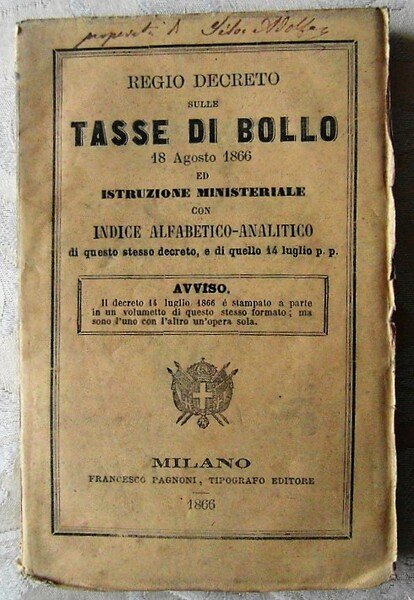 proprietà di
REGIO DECRETO
SULLE
TASSE DI BOLLO
18 Agosto 1866
ED
ISTRUZIONE MINISTERIALE
CON
INDICE ALFABETICO-ANALITICO
di questo stesso decreto, e di quello 14 luglio p. p.
AVVISO.
Il decreto 14 luglio 1866 é stampato a parte
in un volumetto di questo stesso formato; ma
sono l'uno con l'altro un'opera sola.
MILANO
FRANCESCO PAGNONI, TIPOGRAFO EDITORE
1866